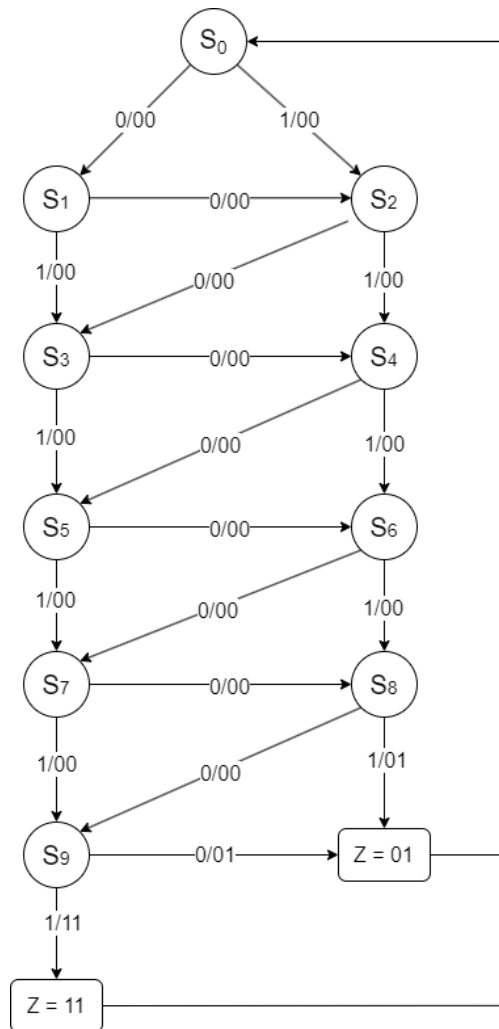 S₀
0/00 1/00
S₁ 0/00 S₂
1/00 0/00 1/00
S₃ 0/00 S₄
1/00 0/00 1/00
S₅ 0/00 S₆
1/00 0/00 1/00
S₇ 0/00 S₈
1/00 0/00 1/01
S₉ 0/01 Z = 01
1/11
Z = 11